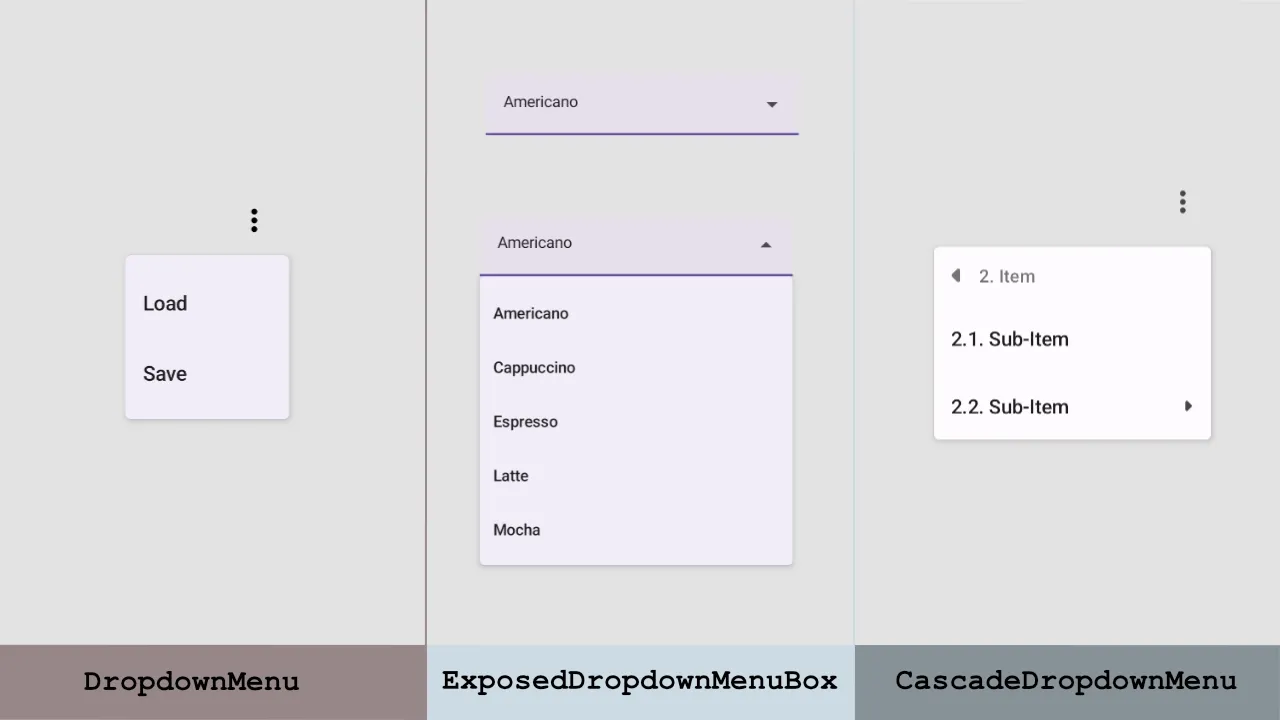 Load
Save
DropdownMenu
Americano
Americano
Americano
Cappuccino
Espresso
Latte
Mocha
ExposedDropdownMenuBox
2. Item
2.1. Sub-Item
2.2. Sub-Item
CascadeDropdownMenu